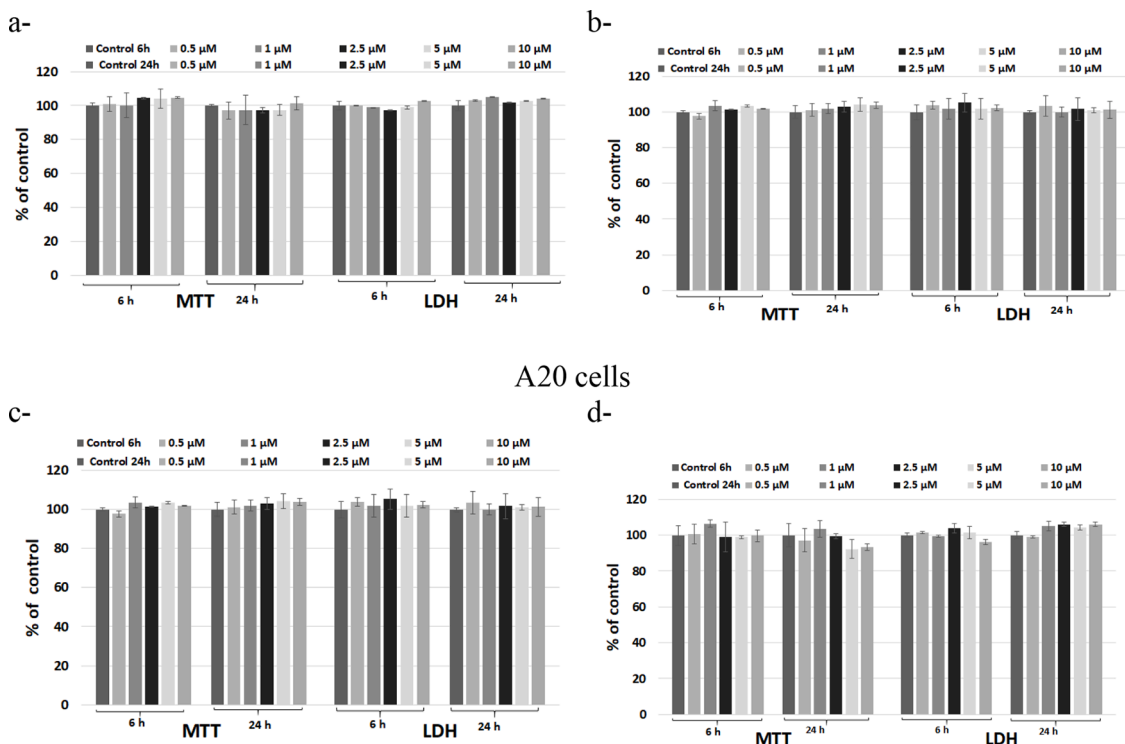 a-
Control 6h 0.5 µM 1 µM 2.5 µM 5 µM 10 µM
Control 24h 0.5 µM 1 µM 2.5 µM 5 µM 10 µM
120
100
80
60
40
20
0
% of control
6 h 24 h 6 h 24 h
MTT LDH
b-
Control 6h 0.5 µM 1 µM 2.5 µM 5 µM 10 µM
Control 24h 0.5 µM 1 µM 2.5 µM 5 µM 10 µM
120
100
80
60
40
20
0
% of control
6 h 24 h 6 h 24 h
MTT LDH
A20 cells
c-
Control 6h 0.5 µM 1 µM 2.5 µM 5 µM 10 µM
Control 24h 0.5 µM 1 µM 2.5 µM 5 µM 10 µM
120
100
80
60
40
20
0
% of control
6 h 24 h 6 h 24 h
MTT LDH
d-
Control 6h 0.5 µM 1 µM 2.5 µM 5 µM 10 µM
Control 24h 0.5 µM 1 µM 2.5 µM 5 µM 10 µM
120
100
80
60
40
20
0
% of control
6 h 24 h 6 h 24 h
MTT LDH